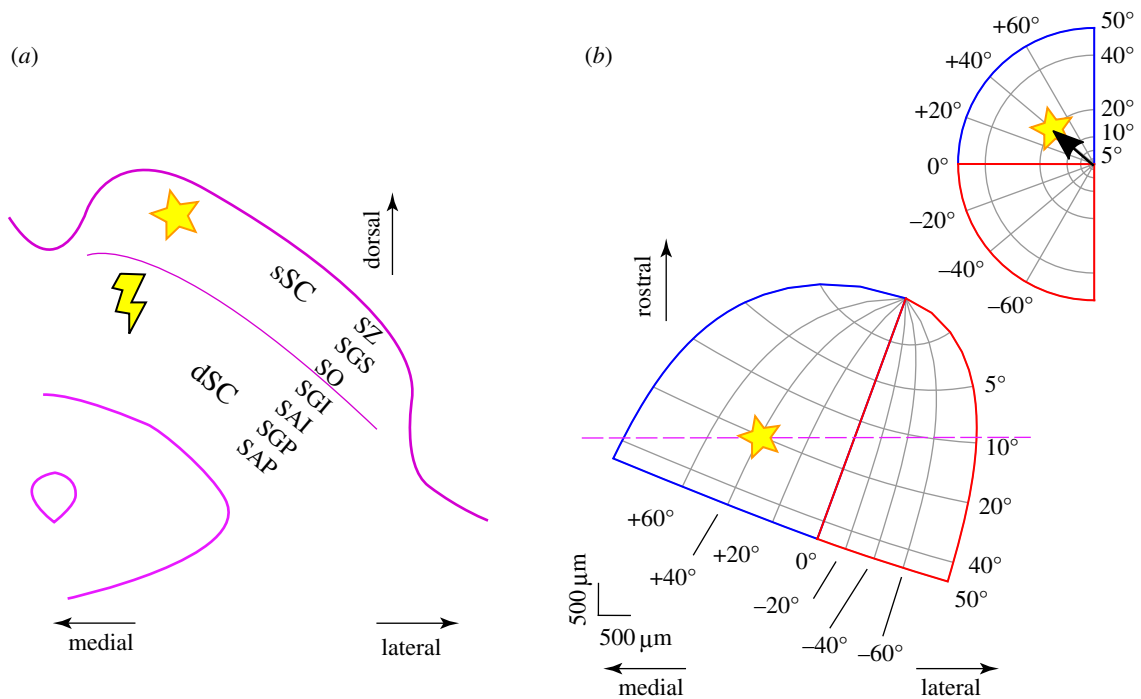 (a)
dorsal
sSC
dSC
SZ
SGS
SO
SGI
SAI
SGP
SAP
medial
lateral
(b)
+60°
+40°
+20°
0°
–20°
–40°
–60°
50°
40°
20°
10°
5°
rostral
5°
10°
20°
40°
50°
+60°
+40°
+20°
0°
–20°
–40°
–60°
500 µm
500 µm
medial
lateral